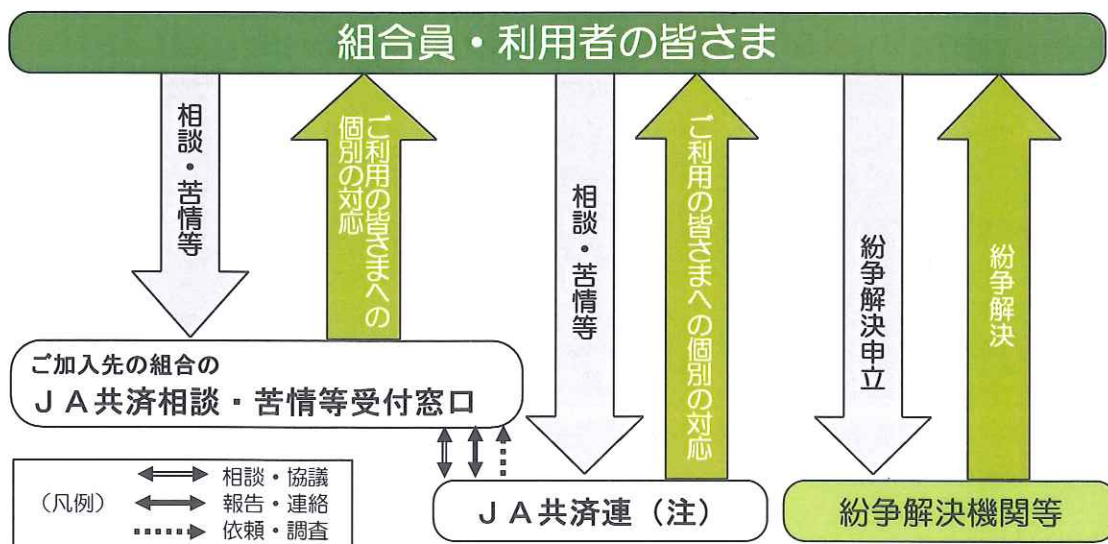 組合員・利用者の皆さま
相談・苦情等
ご利用の皆さまへの
個別の対応
相談・苦情等
ご利用の皆さまへの個別の対応
紛争解決申立
紛争解決
ご加入先の組合の
JA共済相談・苦情等受付窓口
JA共済連(注)
紛争解決機関等
(凡例)
相談・協議
報告・連絡
依頼・調査